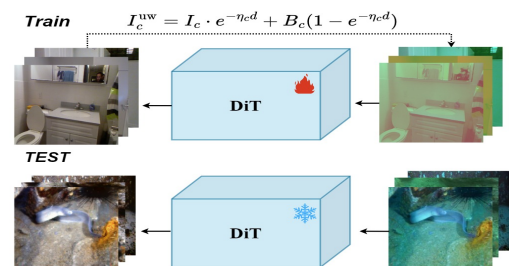 Train
I_c^{uw} = I_c · e^{-η_c d} + B_c(1 − e^{-η_c d})
DiT
TEST
DiT